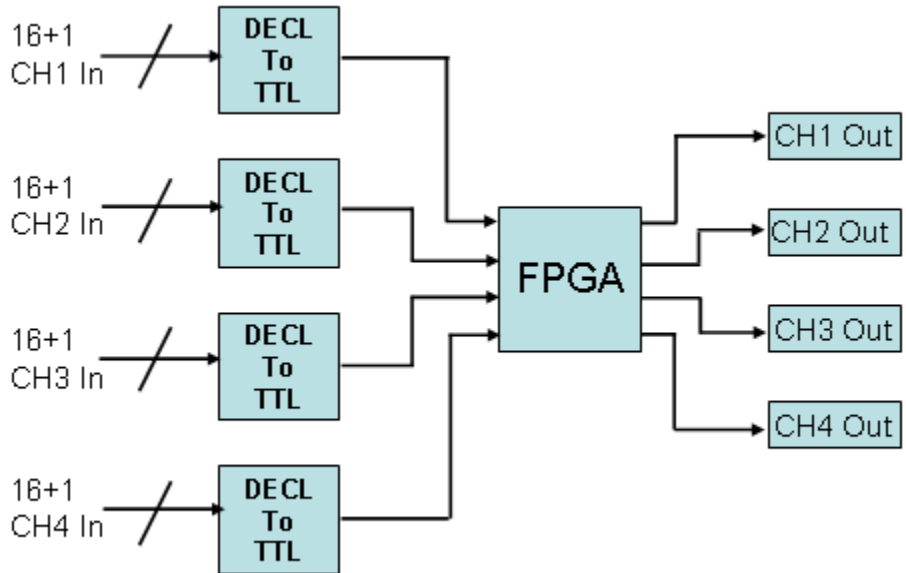 16+1
CH1 In
DECL
To
TTL
16+1
CH2 In
DECL
To
TTL
16+1
CH3 In
DECL
To
TTL
16+1
CH4 In
DECL
To
TTL
FPGA
CH1 Out
CH2 Out
CH3 Out
CH4 Out